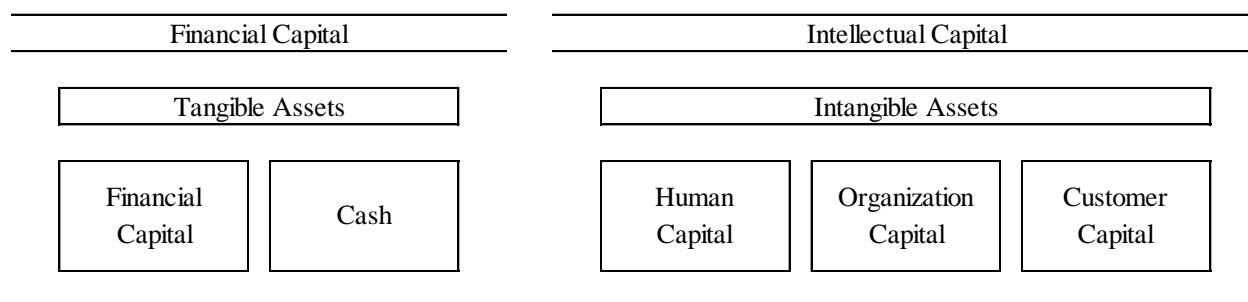 Financial Capital
Intellectual Capital
Tangible Assets
Intangible Assets
Financial
Capital
Cash
Human
Capital
Organization
Capital
Customer
Capital